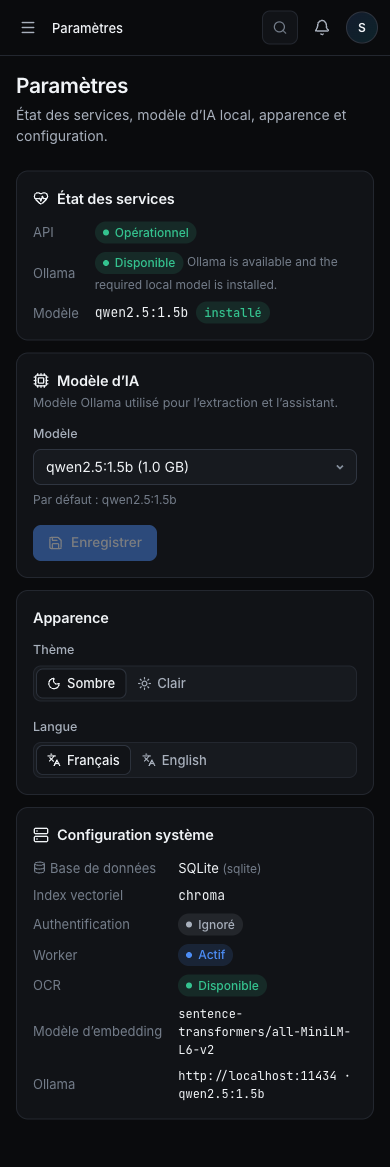 Paramètres
S
Paramètres
État des services, modèle d’IA local, apparence et
configuration.
État des services
API Opérationnel
Ollama Disponible Ollama is available and the
required local model is installed.
Modèle qwen2.5:1.5b installé
Modèle d’IA
Modèle Ollama utilisé pour l’extraction et l’assistant.
Modèle
qwen2.5:1.5b (1.0 GB)
Par défaut : qwen2.5:1.5b
Enregistrer
Apparence
Thème
Sombre Clair
Langue
Français English
Configuration système
Base de données SQLite (sqlite)
Index vectoriel chroma
Authentification Ignoré
Worker Actif
OCR Disponible
Modèle d’embedding sentence-
transformers/all-MiniLM-
L6-v2
Ollama http://localhost:11434 ·
qwen2.5:1.5b